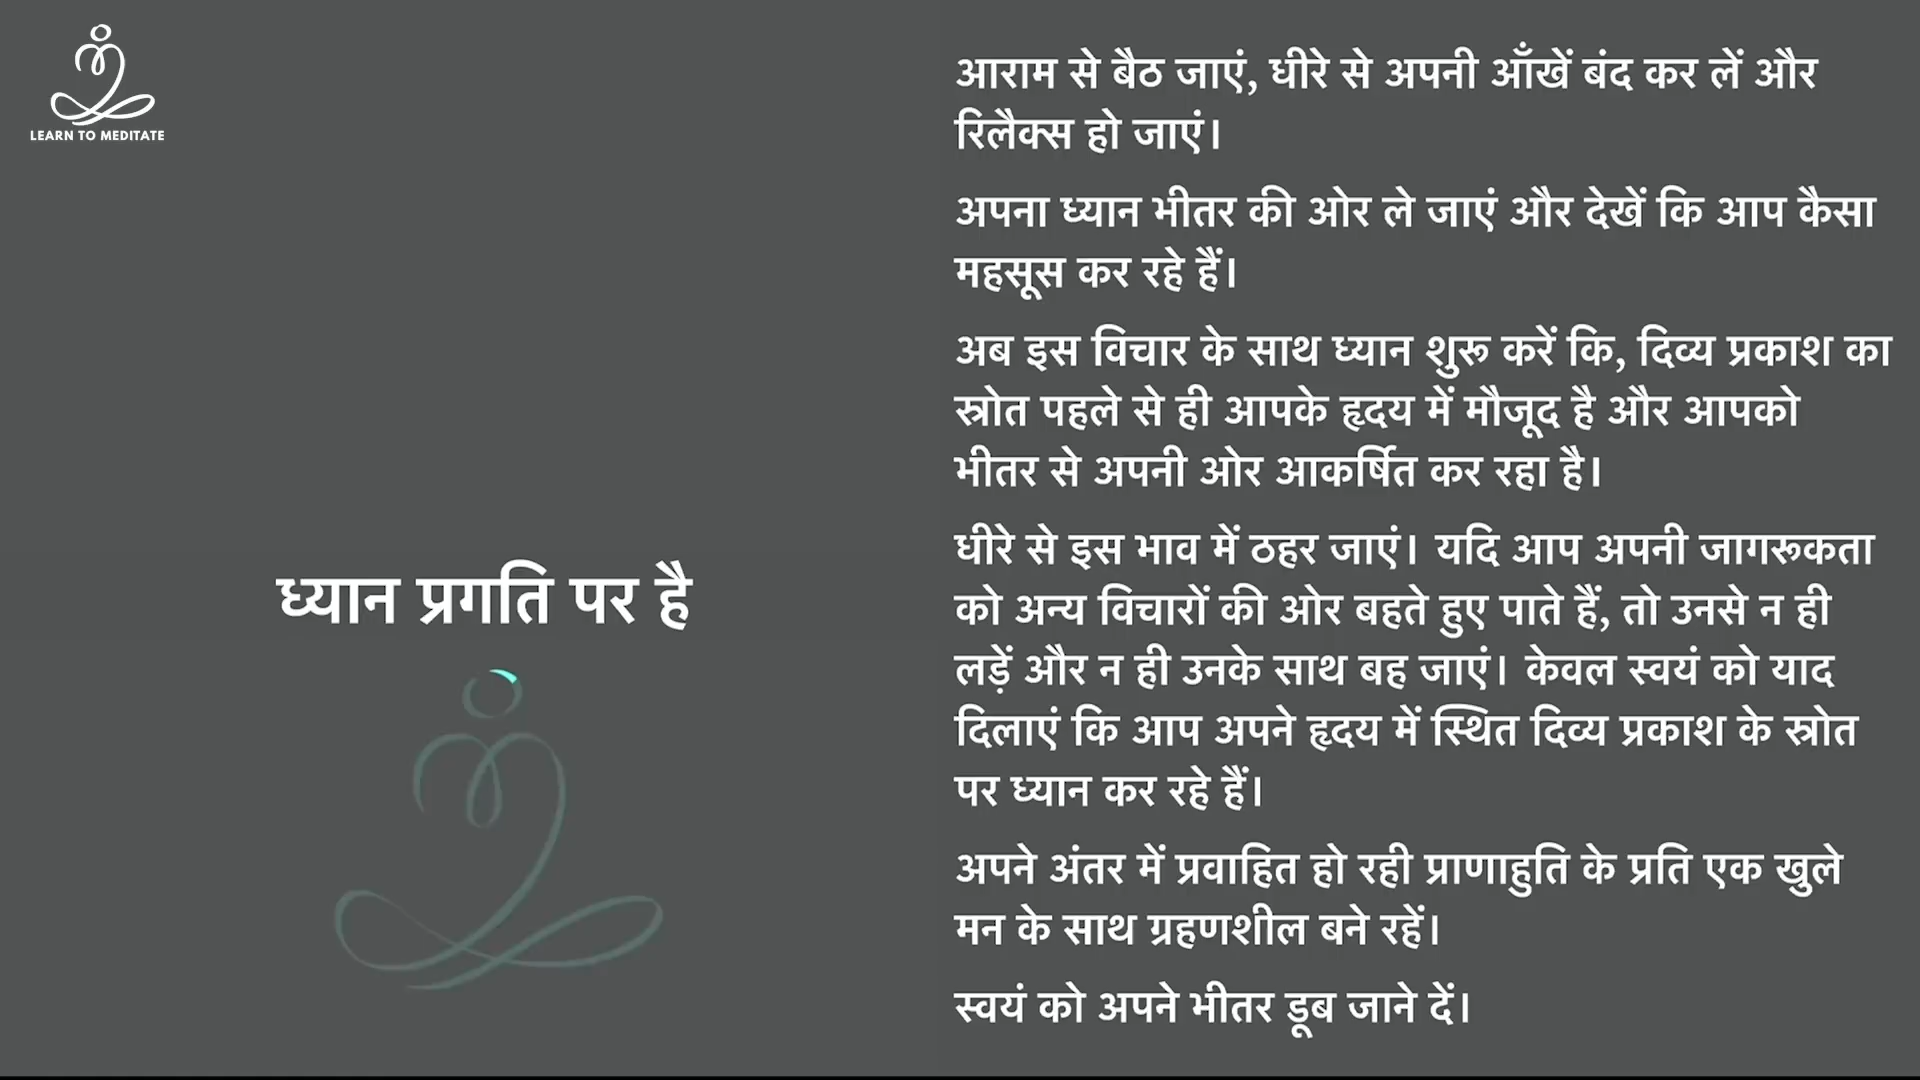 LEARN TO MEDITATE
ध्यान प्रगति पर है
आराम से बैठ जाएं, धीरे से अपनी आँखें बंद कर लें और
रिलैक्स हो जाएं।
अपना ध्यान भीतर की ओर ले जाएं और देखें कि आप कैसा
महसूस कर रहे हैं।
अब इस विचार के साथ ध्यान शुरू करें कि, दिव्य प्रकाश का
स्रोत पहले से ही आपके हृदय में मौजूद है और आपको
भीतर से अपनी ओर आकर्षित कर रहा है।
धीरे से इस भाव में ठहर जाएं। यदि आप अपनी जागरूकता
को अन्य विचारों की ओर बहते हुए पाते हैं, तो उनसे न ही
लड़ें और न ही उनके साथ बह जाएं। केवल स्वयं को याद
दिलाएं कि आप अपने हृदय में स्थित दिव्य प्रकाश के स्रोत
पर ध्यान कर रहे हैं।
अपने अंतर में प्रवाहित हो रही प्राणाहुति के प्रति एक खुले
मन के साथ ग्रहणशील बने रहें।
स्वयं को अपने भीतर डूब जाने दें।